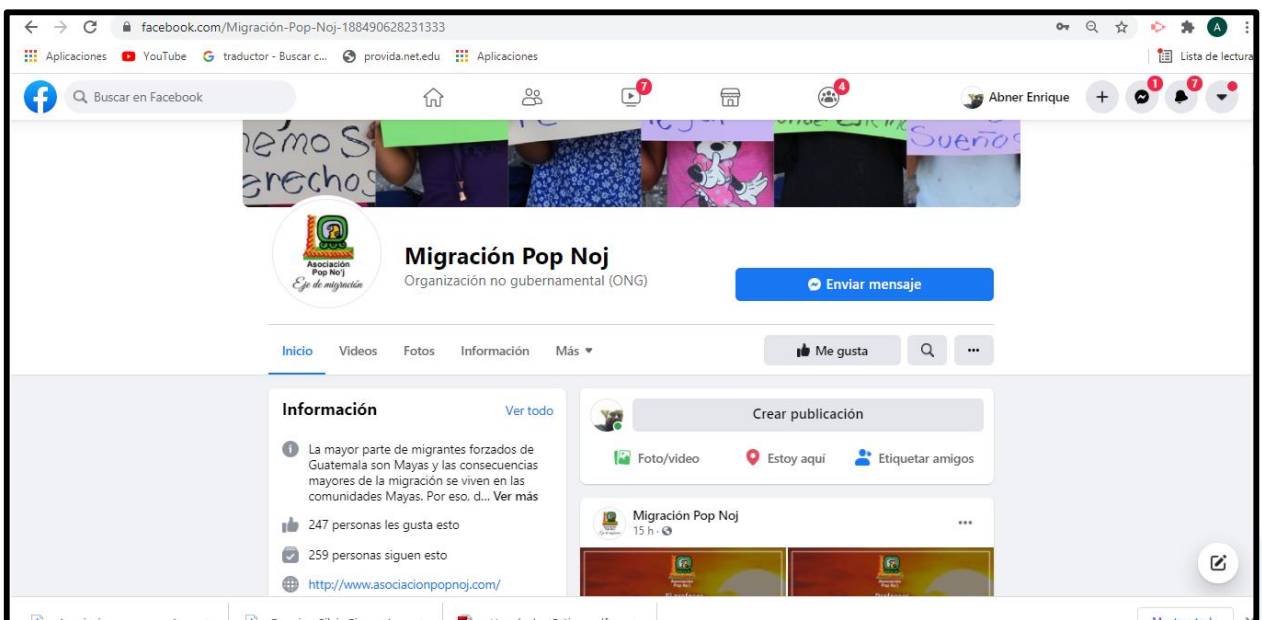 facebook.com/Migración-Pop-Noj-188490628231333
A
Aplicaciones YouTube traductor - Buscar c... provida.net.edu Aplicaciones Lista de lectura
Buscar en Facebook 7 4 Abner Enrique 1 7
Sueños
Asociación
Pop No'j
Eje de migración
Migración Pop Noj
Organización no gubernamental (ONG)
Enviar mensaje
Inicio Videos Fotos Información Más
Me gusta
Información Ver todo
La mayor parte de migrantes forzados de
Guatemala son Mayas y las consecuencias
mayores de la migración se viven en las
comunidades Mayas. Por eso, d... Ver más
247 personas les gusta esto
259 personas siguen esto
http://www.asociacionpopnoj.com/
Crear publicación
Foto/video Estoy aquí Etiquetar amigos
Migración Pop Noj
15 h